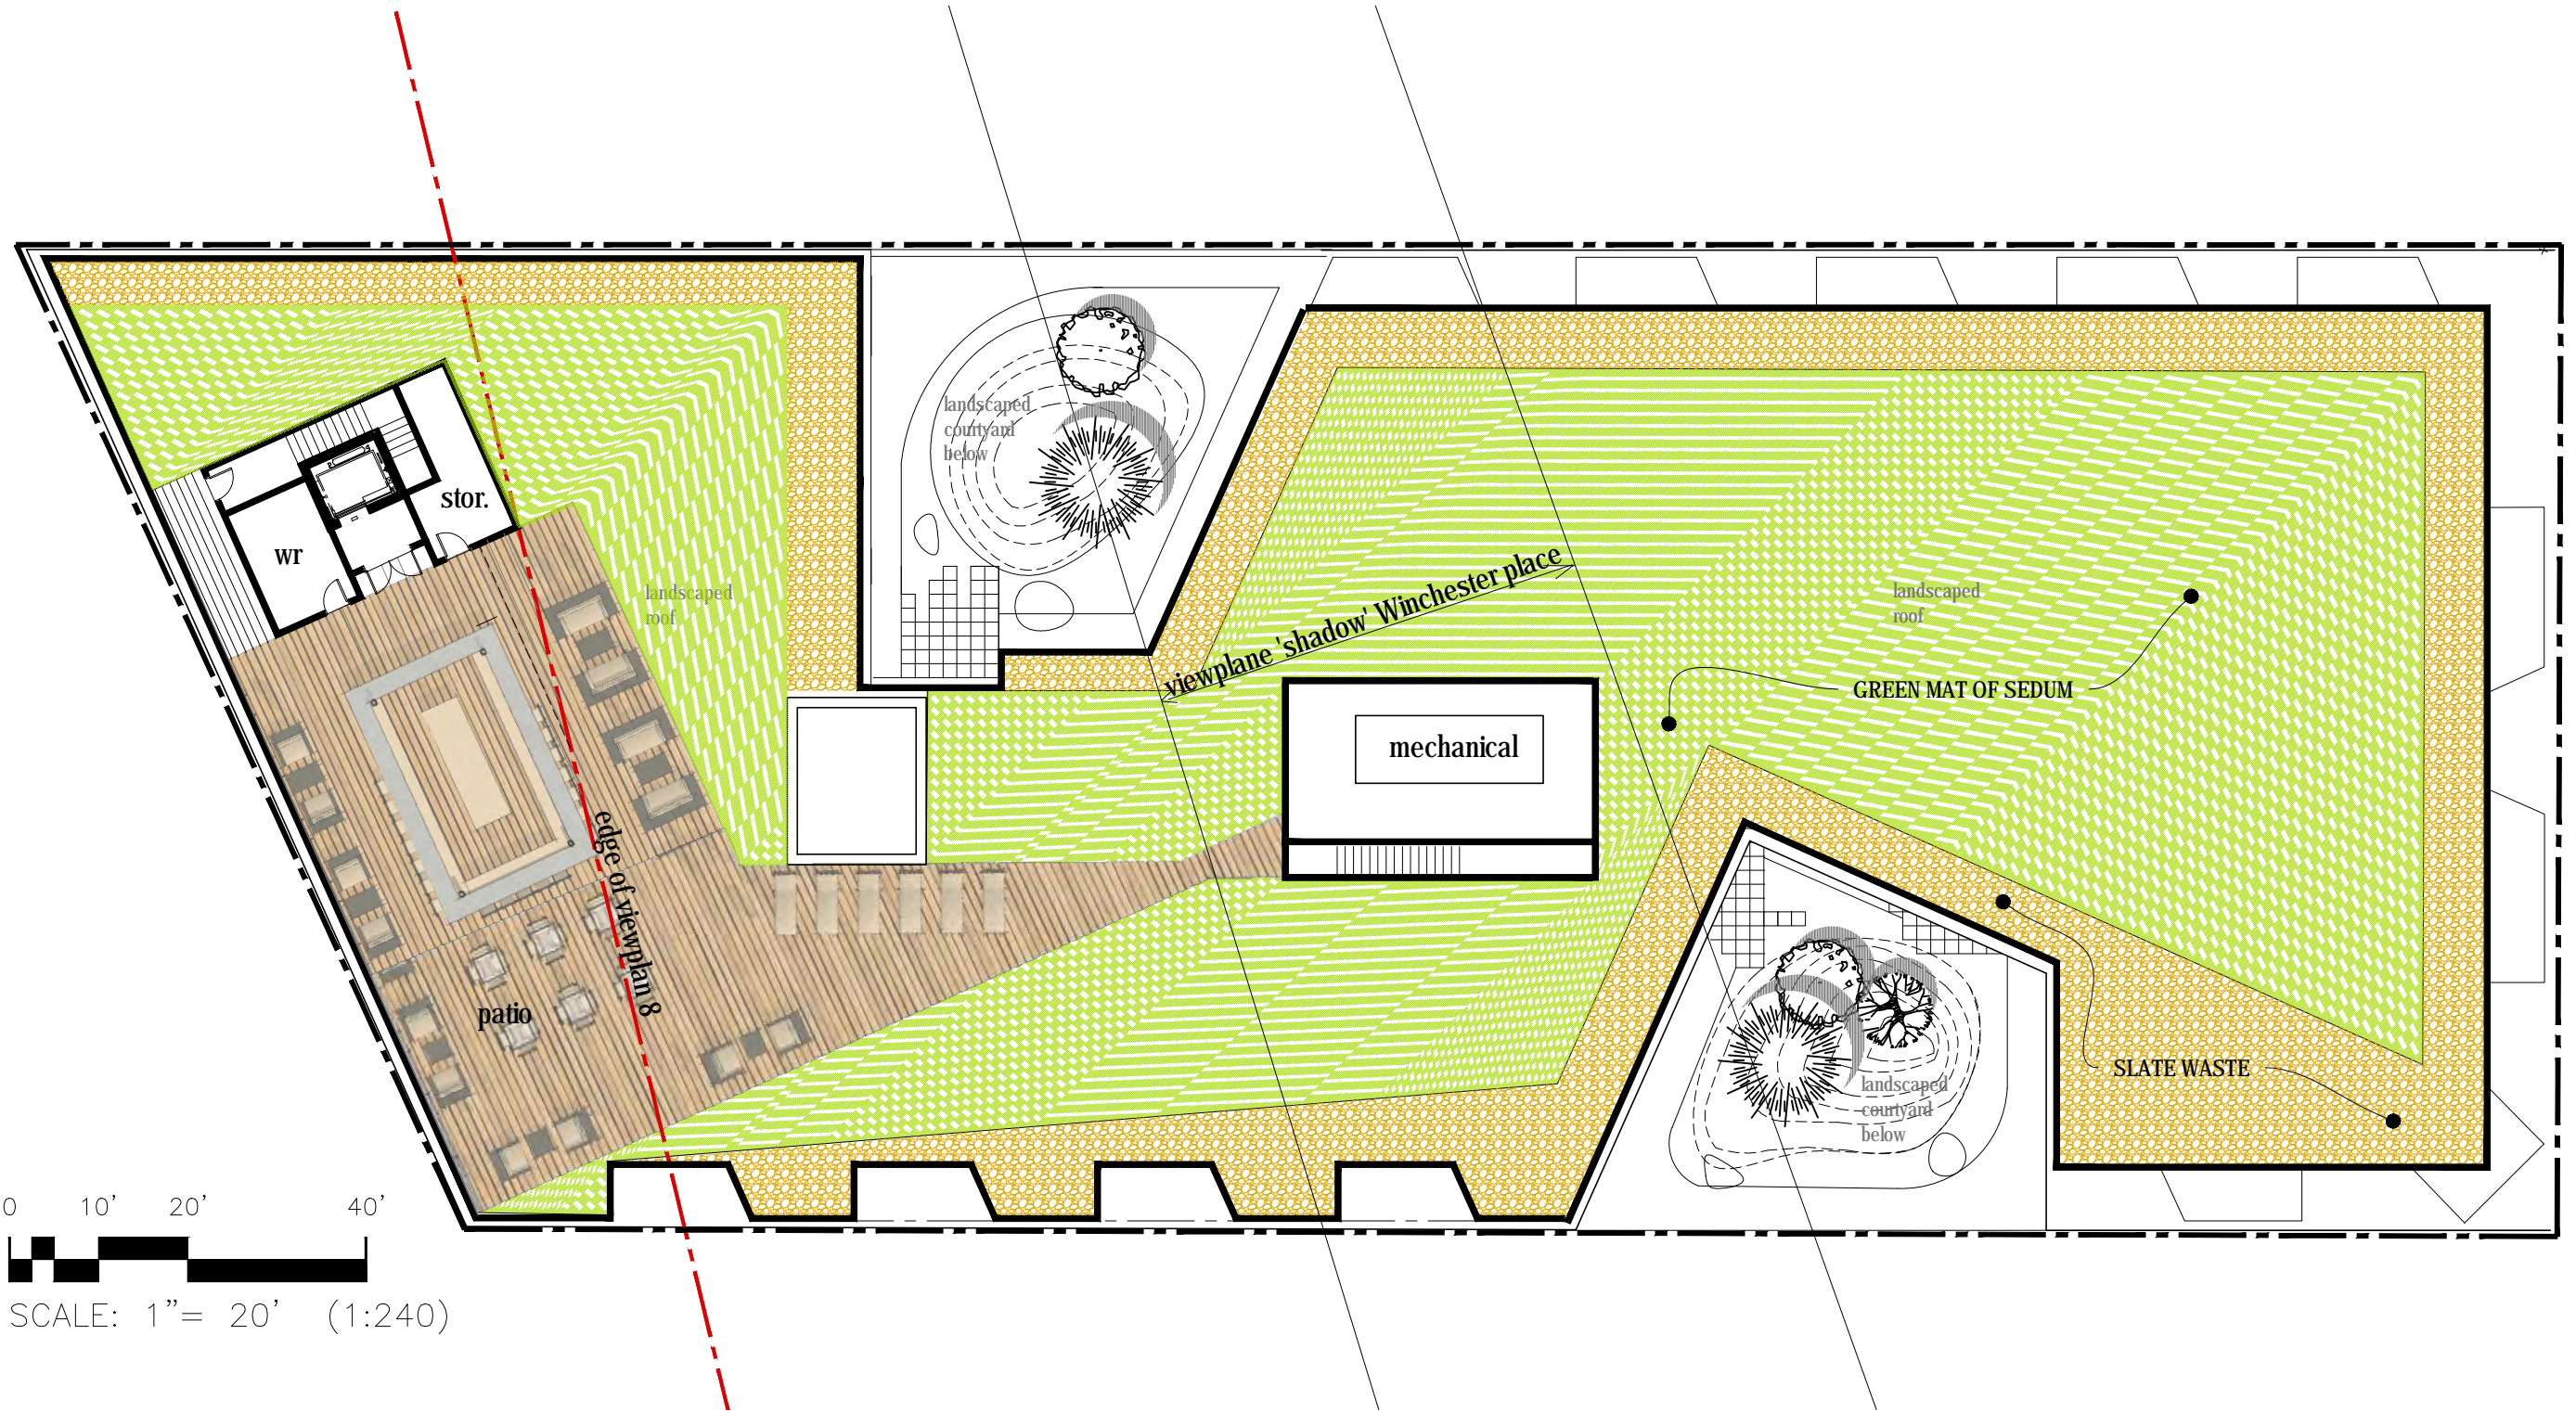 landscaped
courtyard
below
stor.
wr
landscaped
roof
viewplane 'shadow' Winchester place
landscaped
roof
GREEN MAT OF SEDUM
mechanical
edge of viewplan 8
patio
SLATE WASTE
landscaped
courtyard
below
0 10' 20' 40'
SCALE: 1"= 20' (1:240)